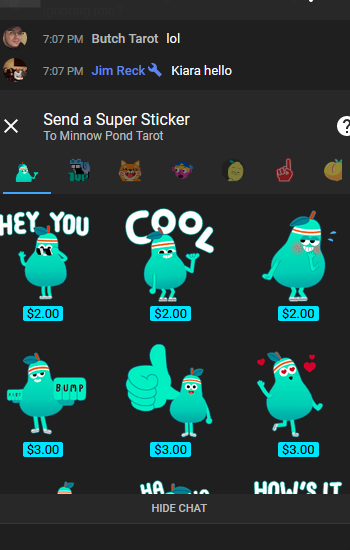 7:07 PM Butch Tarot lol
7:07 PM Jim Reck Kiara hello
Send a Super Sticker
To Minnow Pond Tarot
?
HEY YOU
COOL
$2.00
$2.00
$2.00
BUMP
$3.00
$3.00
$3.00
HOW'S IT
HIDE CHAT